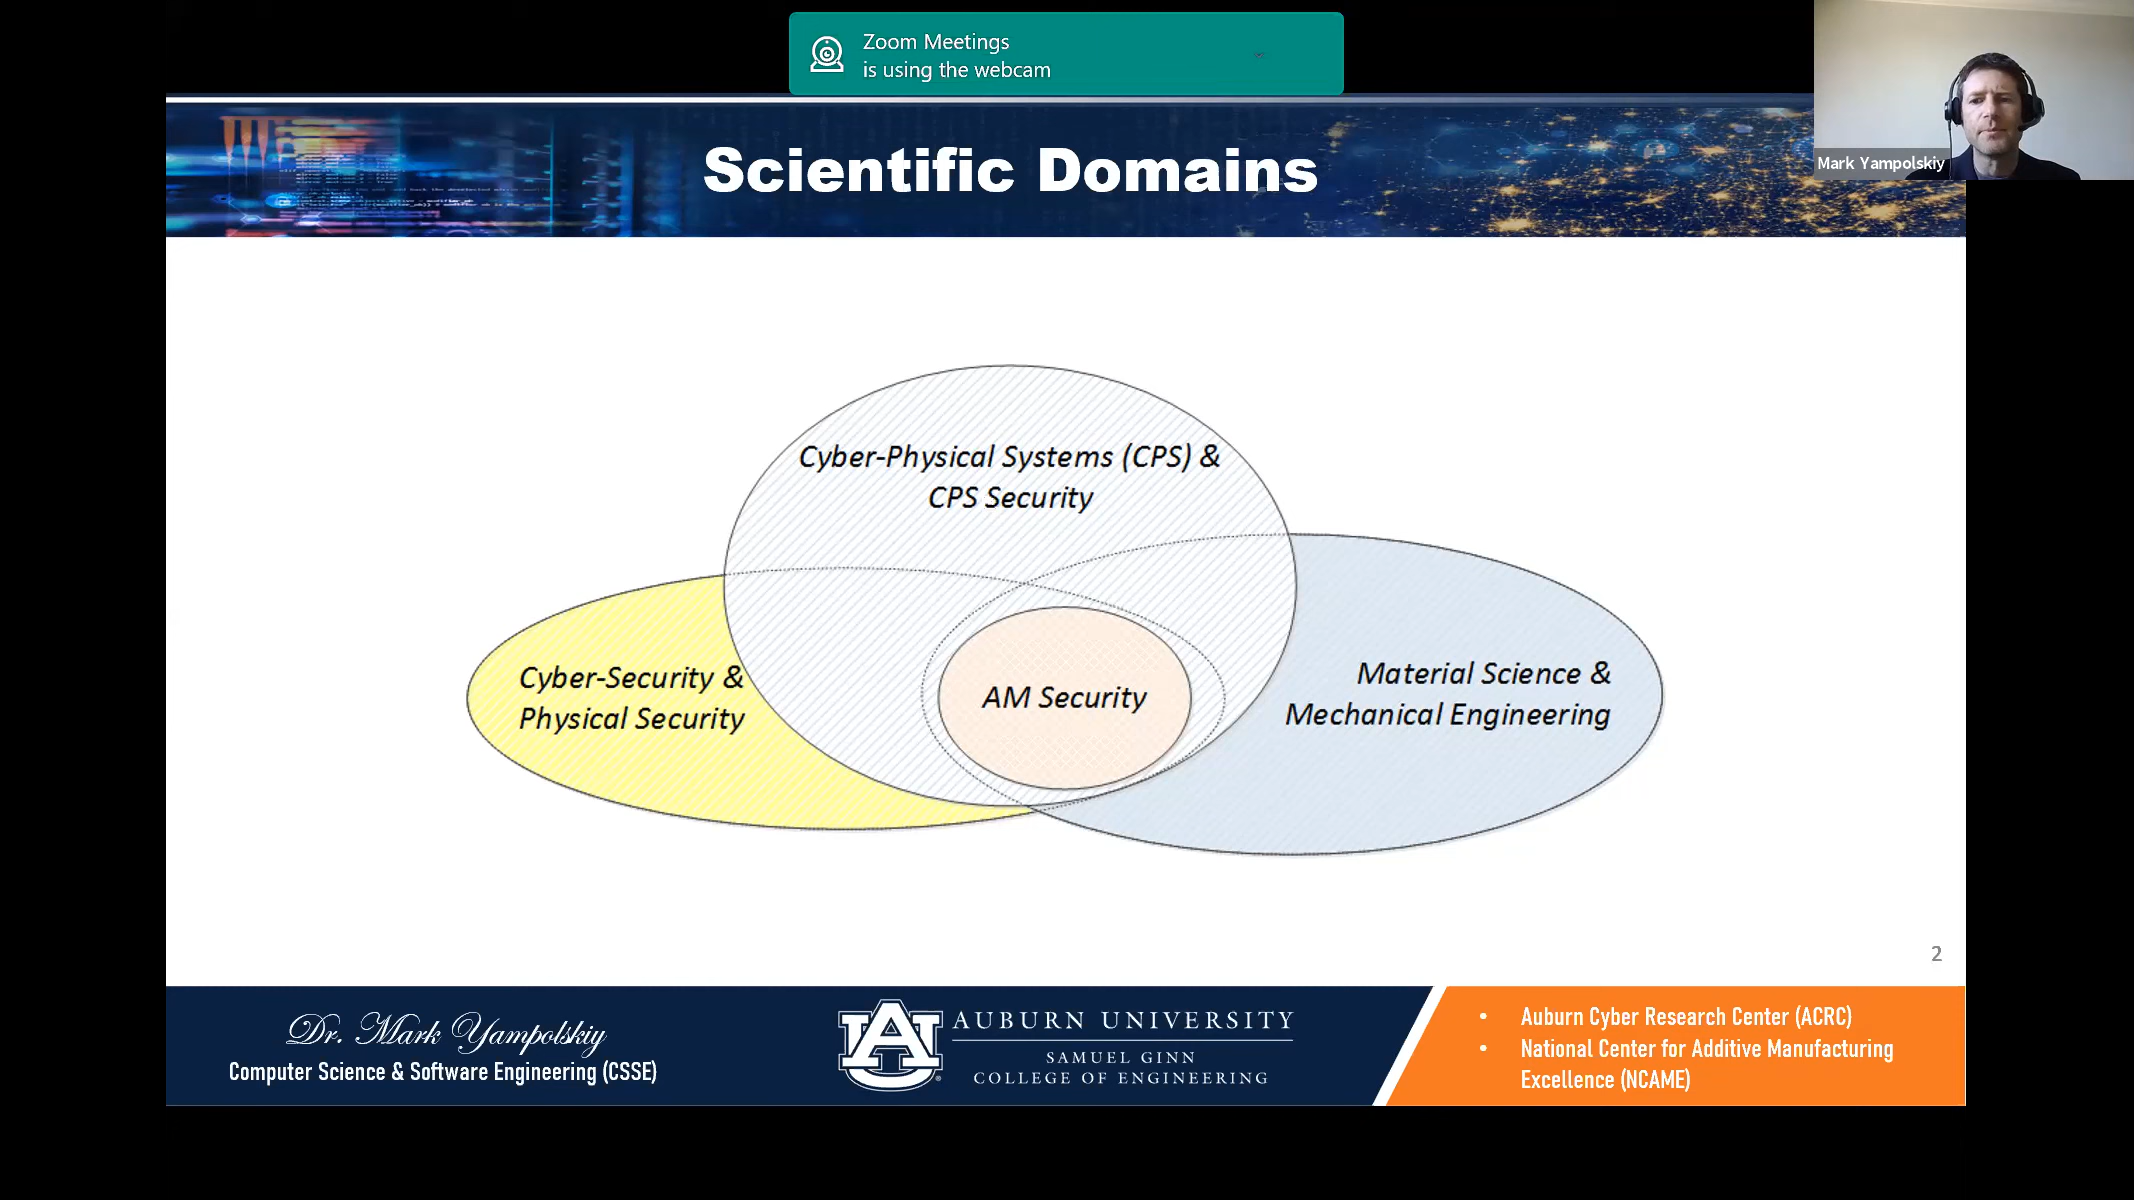 Zoom Meetings
is using the webcam
Mark Yampolskiy
Scientific Domains
Cyber-Physical Systems (CPS) &
CPS Security
Cyber-Security &
Physical Security
AM Security
Material Science &
Mechanical Engineering
2
Dr. Mark Yampolskiy
Computer Science & Software Engineering (CSSE)
AU
AUBURN UNIVERSITY
SAMUEL GINN
COLLEGE OF ENGINEERING
• Auburn Cyber Research Center (ACRC)
• National Center for Additive Manufacturing
Excellence (NCAME)